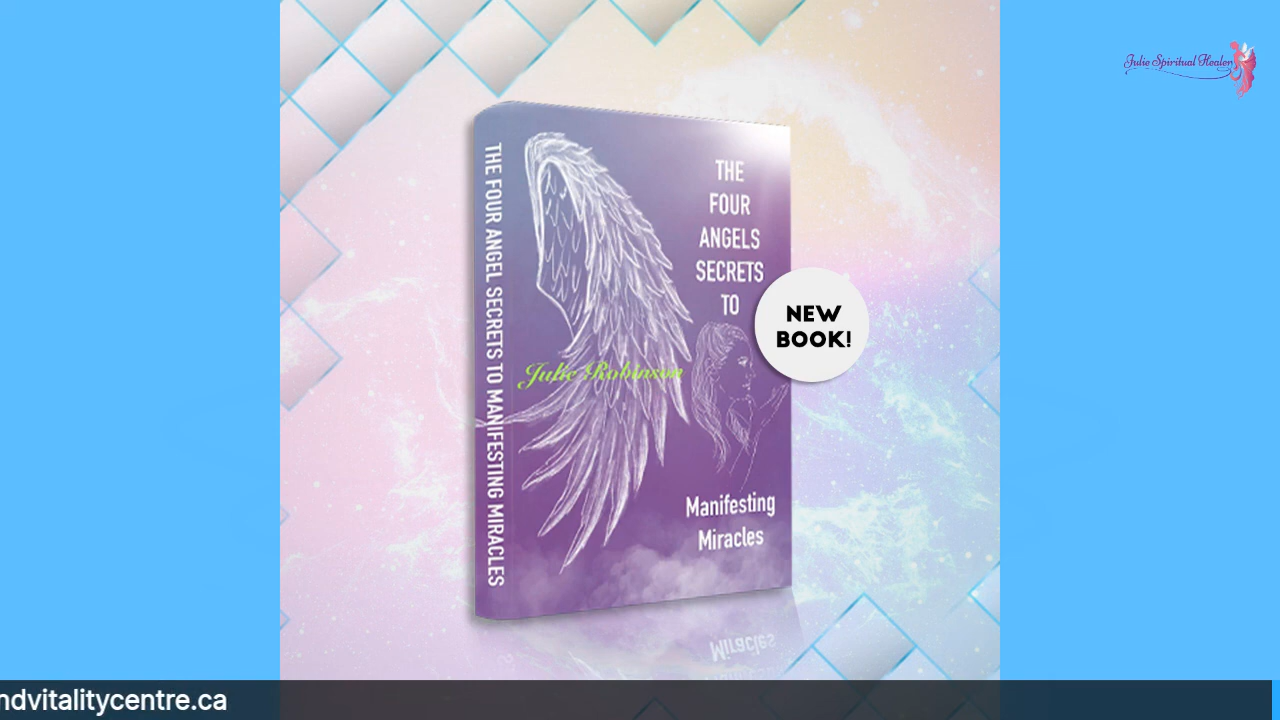 Julie Spiritual Healer
THE FOUR ANGEL SECRETS TO MANIFESTING MIRACLES
THE
FOUR
ANGELS
SECRETS
TO
NEW
BOOK!
Julie Robinson
Manifesting
Miracles
Miracles
ndvitalitycentre.ca